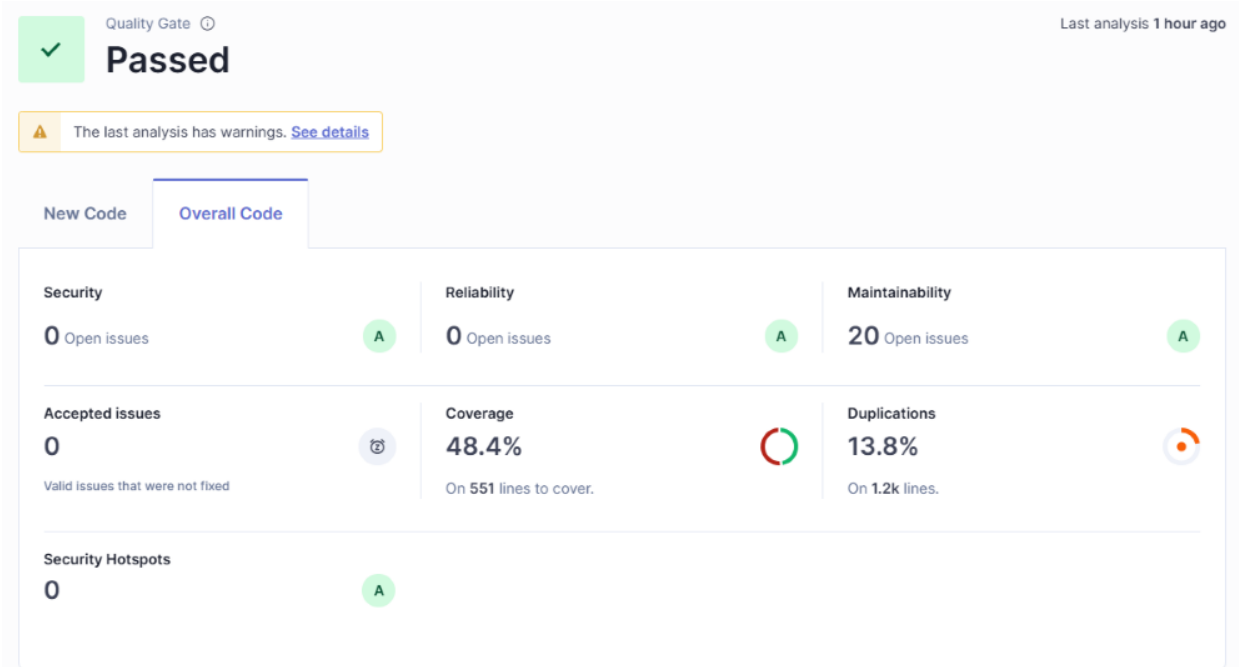 Quality Gate
Last analysis 1 hour ago
Passed
The last analysis has warnings. See details
New Code
Overall Code
Security
0 Open issues
A
Reliability
0 Open issues
A
Maintainability
20 Open issues
A
Accepted issues
0
Valid issues that were not fixed
Coverage
48.4%
On 551 lines to cover.
Duplications
13.8%
On 1.2k lines.
Security Hotspots
0
A